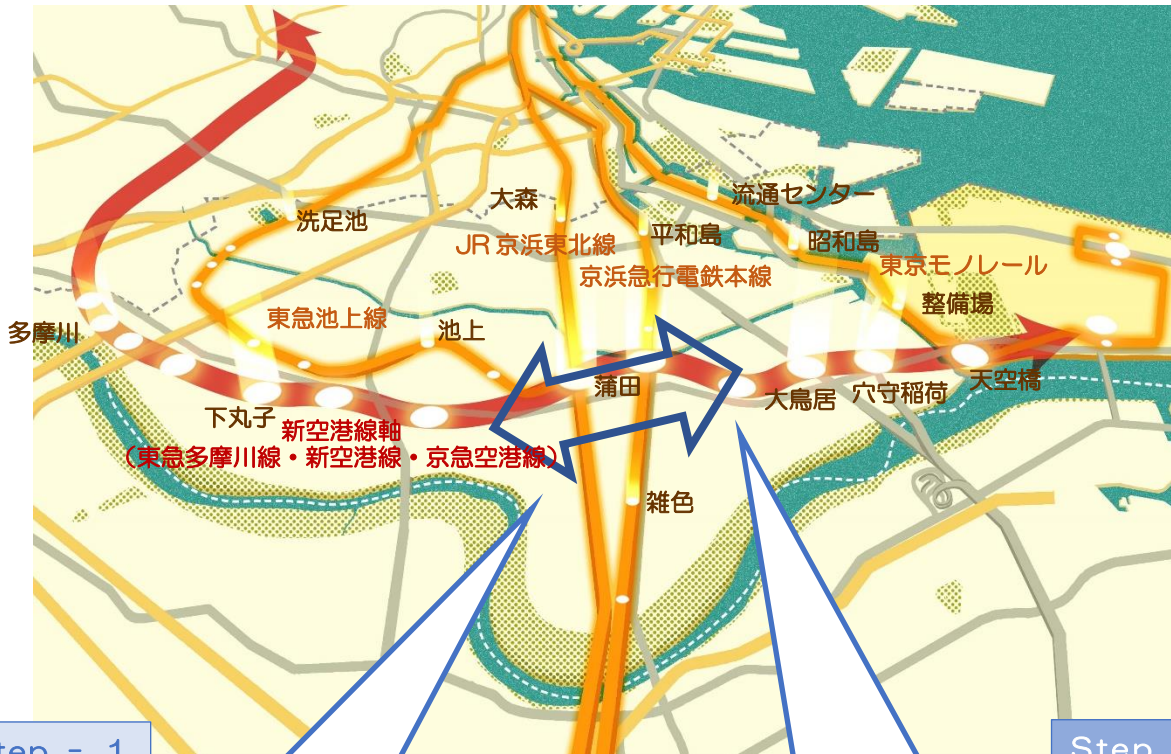 大森
流通センター
洗足池
JR 京浜東北線
平和島
昭和島
京浜急行電鉄本線
東京モノレール
整備場
東急池上線
池上
多摩川
蒲田
天空橋
大鳥居
穴守稲荷
下丸子
新空港線軸
（東急多摩川線・新空港線・京急空港線）
雑色
tep - 1
Step